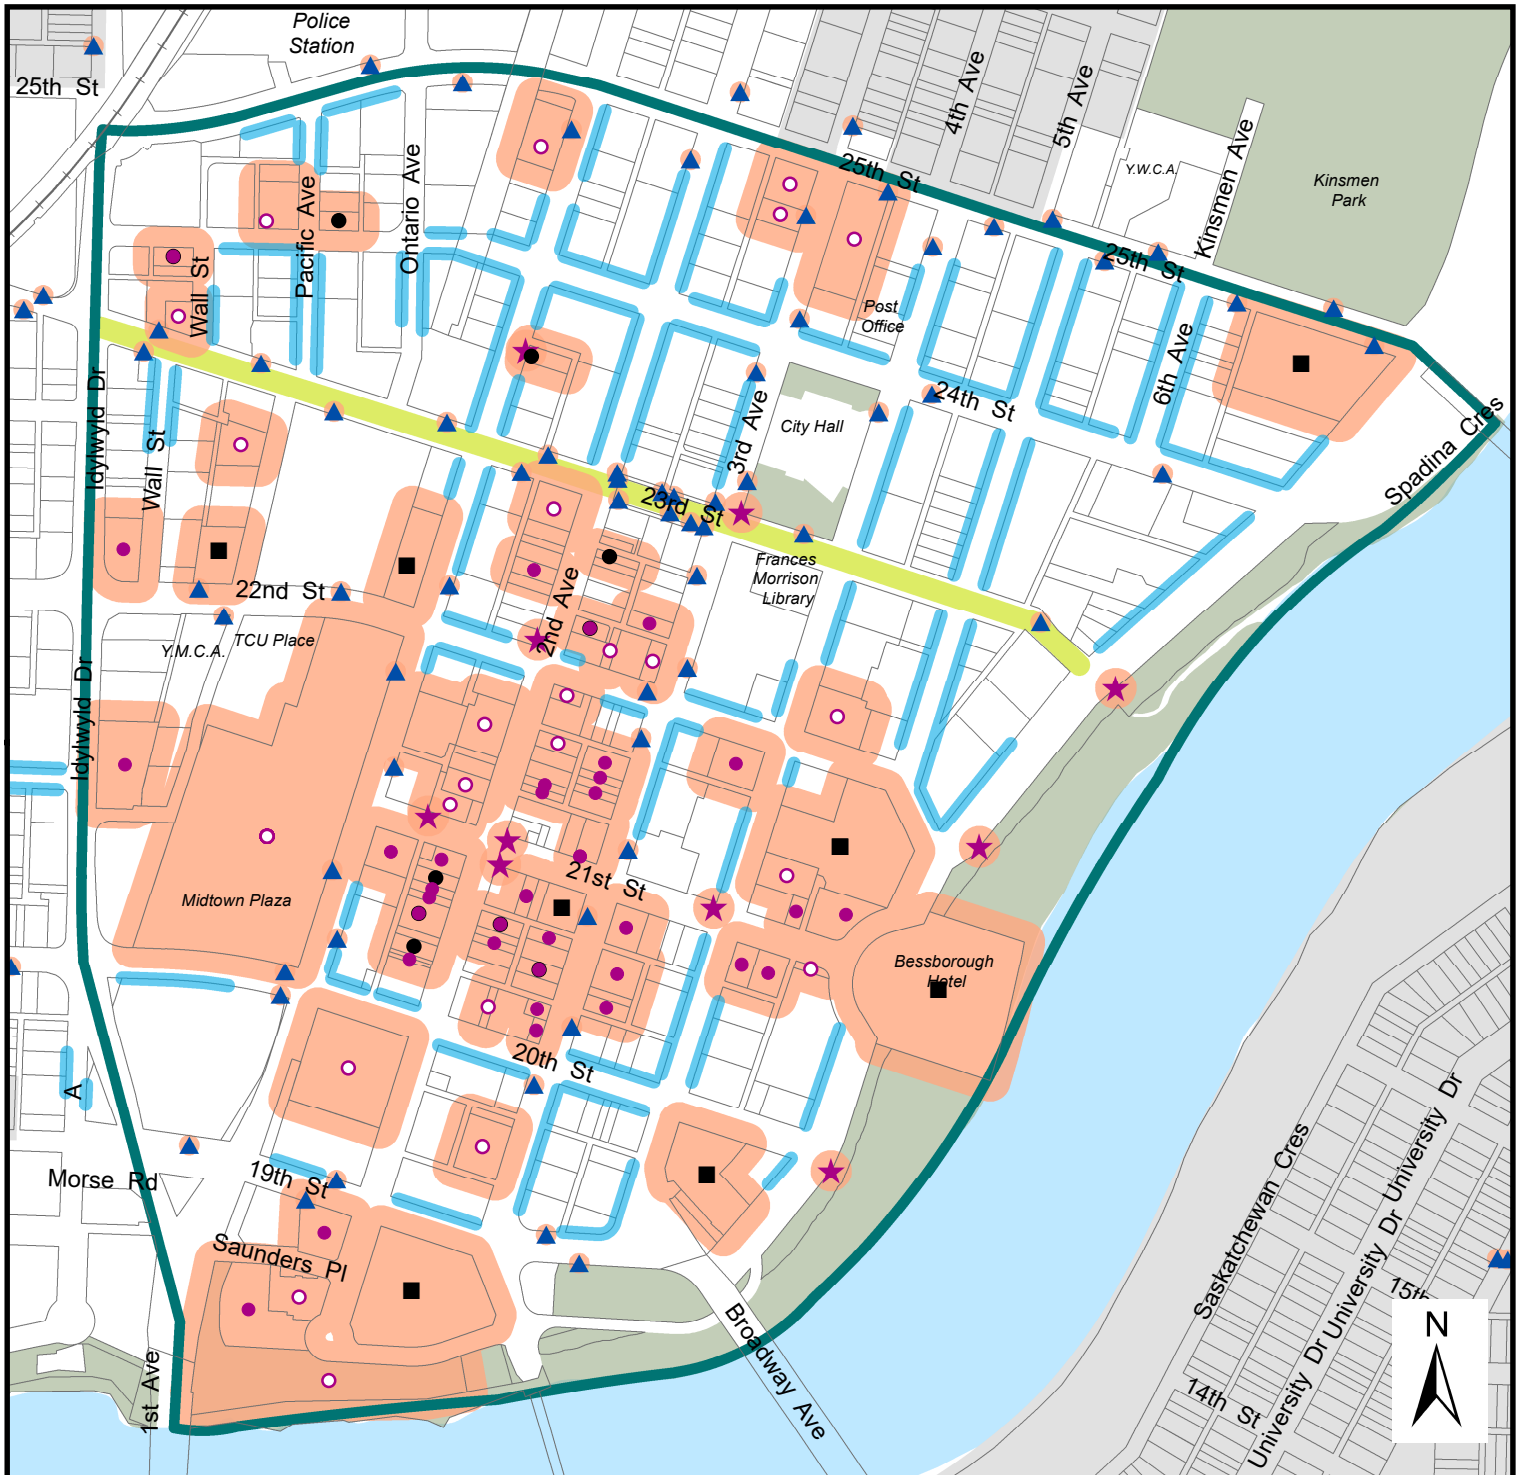 Police
Station
25th St
4th Ave
5th Ave
25th St
Y.W.C.A.
Kinsmen Ave
Kinsmen
Park
Pacific Ave
Ontario Ave
Wall St
25th St
Post
Office
6th Ave
24th St
City Hall
3rd Ave
Idylwyld Dr
Wall St
Spadina Cres
23rd St
Frances
Morrison
Library
22nd St
2nd Ave
TCU Place
Y.M.C.A.
Idylwyld Dr
21st St
Midtown Plaza
Bessborough
Hotel
20th St
A
Morse Rd
19th St
Saunders Pl
University Dr
University Dr
University Dr
University Dr
Saskatchewan Cres
15th
Broadway Ave
1st Ave
14th St
N